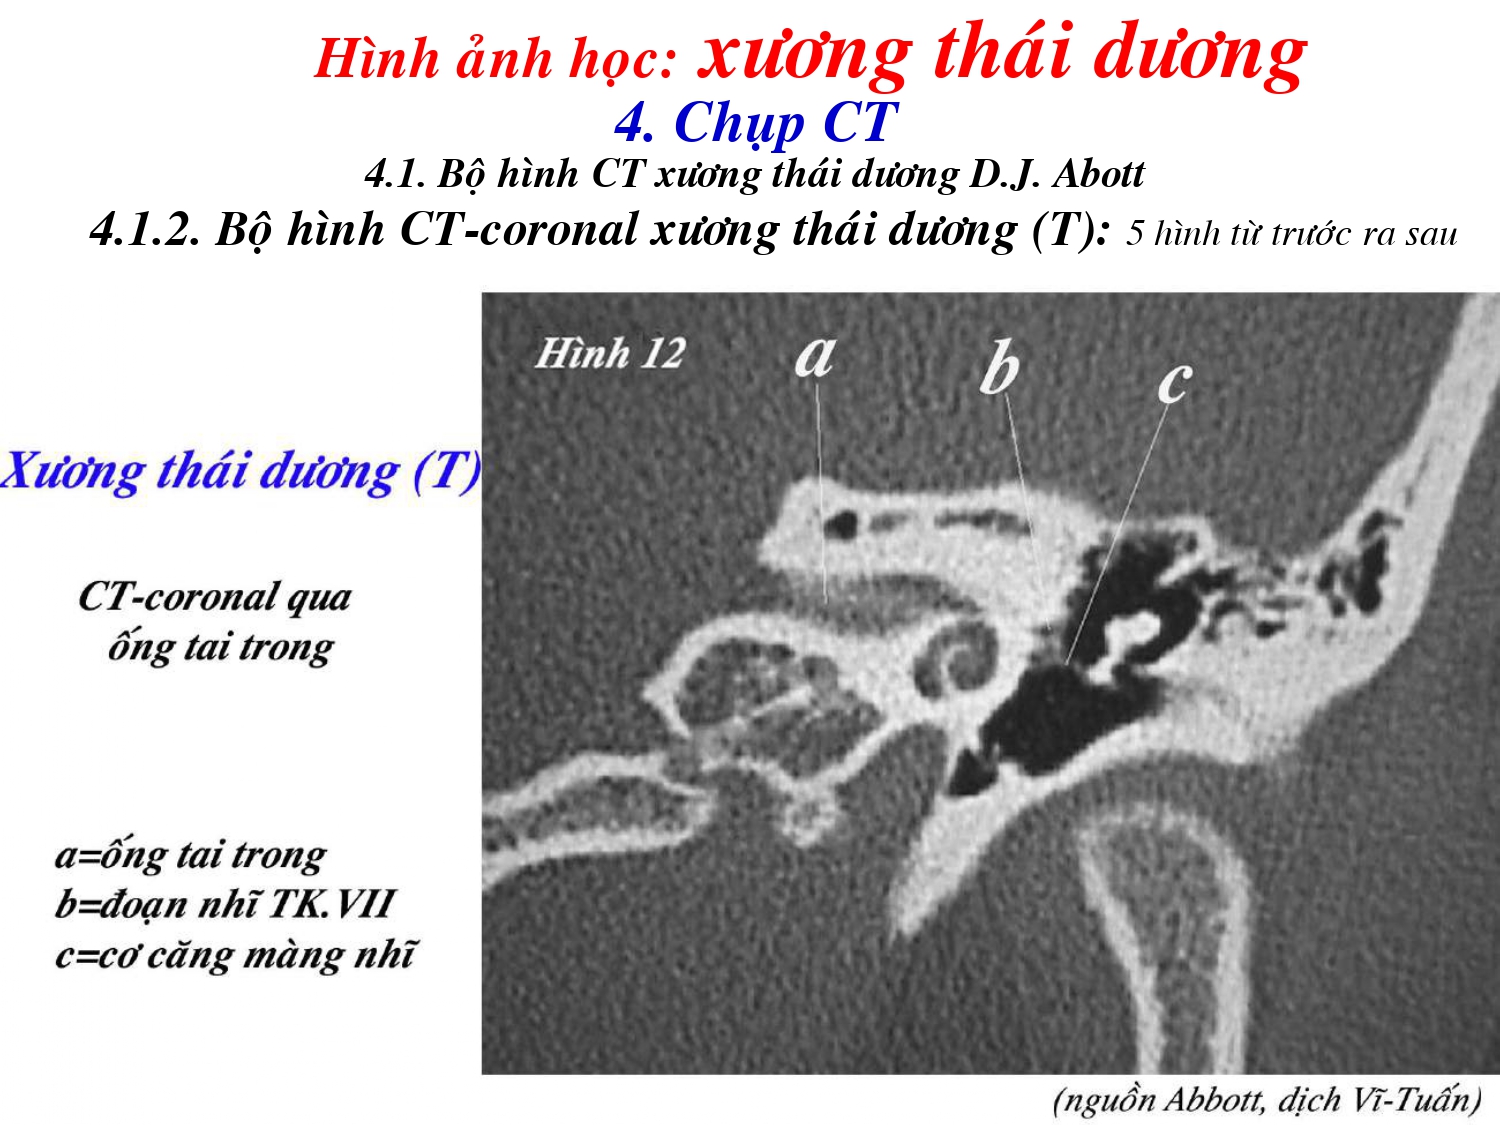 Hình ảnh học: xương thái dương
4. Chụp CT
4.1. Bộ hình CT xương thái dương D.J. Abott
4.1.2. Bộ hình CT-coronal xương thái dương (T): 5 hình từ trước ra sau
Hình 12
a
b
c
Xương thái dương (T)
CT-coronal qua
ống tai trong
a=ống tai trong
b=đoạn nhĩ TK.VII
c=cơ căng màng nhĩ
(nguồn Abbott, dịch Vĩ-Tuấn)